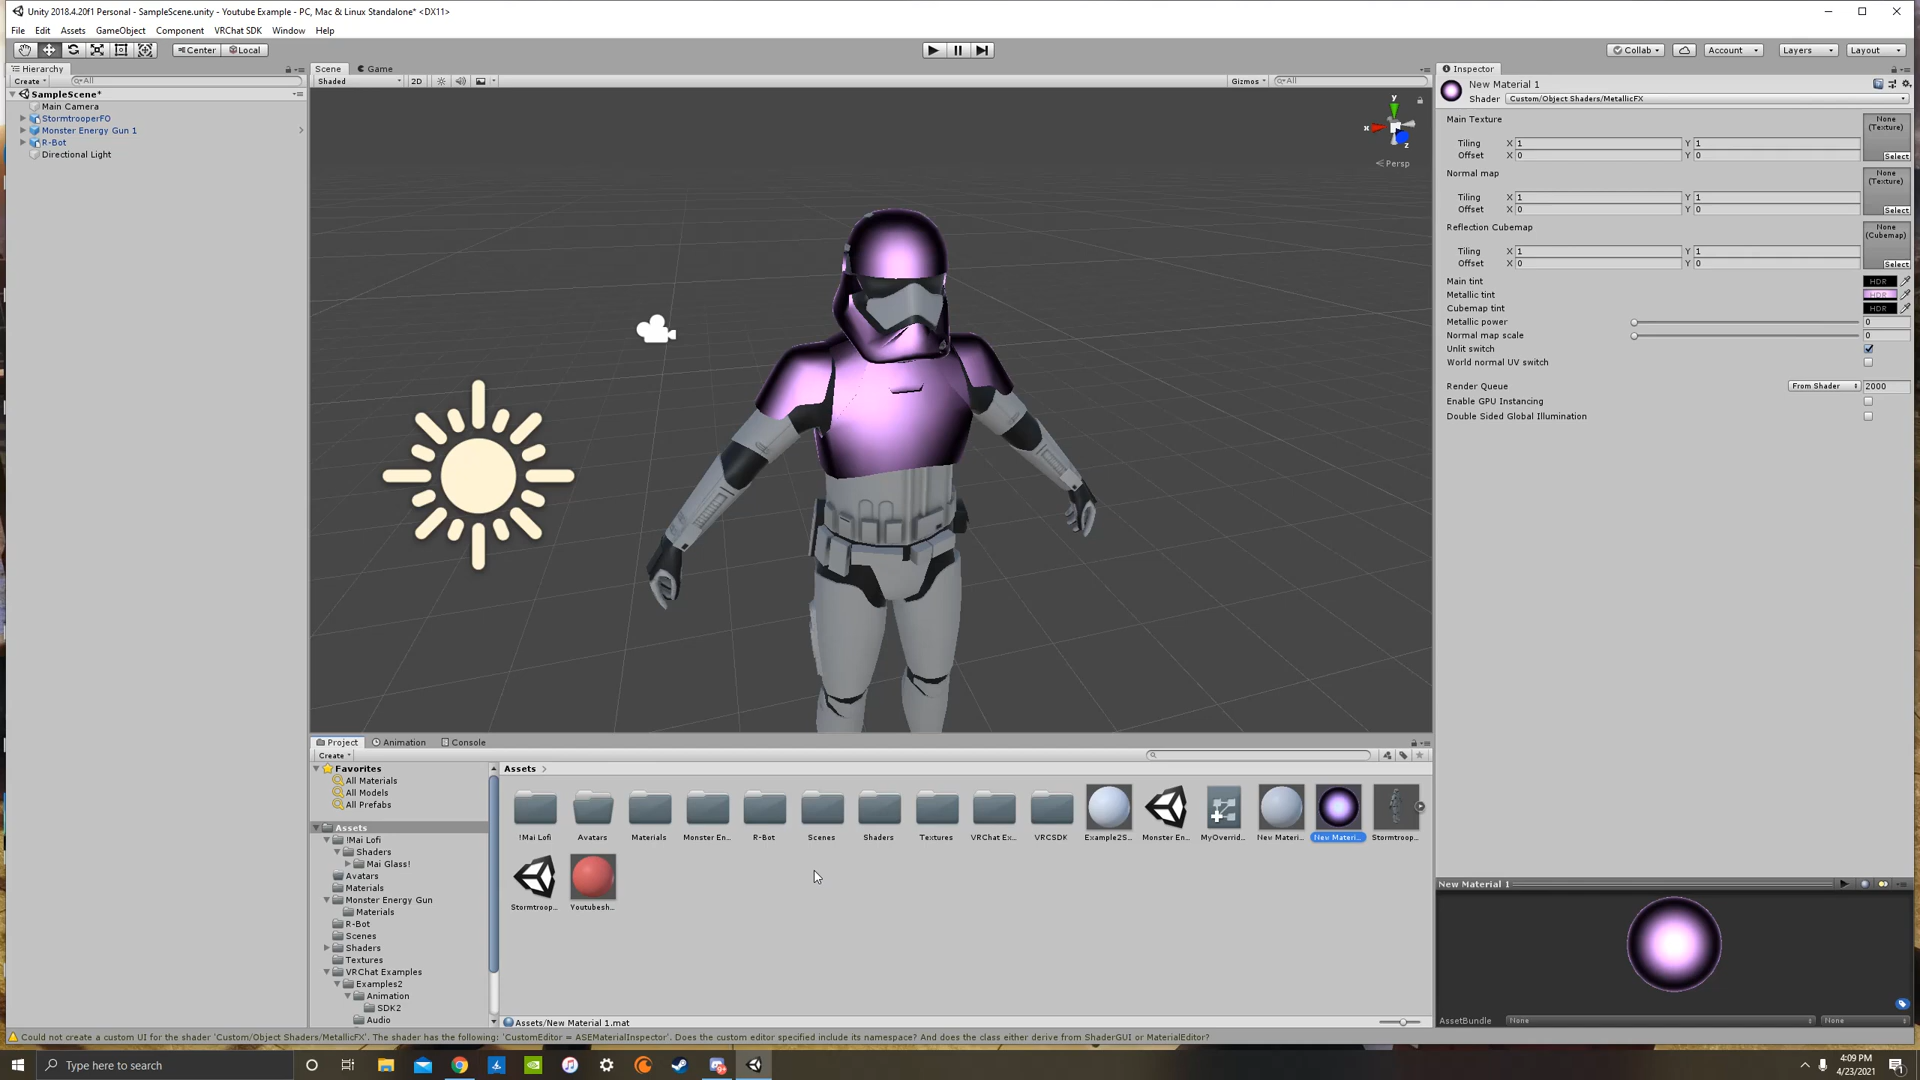 Unity 2018.4.20f1 Personal - SampleScene.unity - Youtube Example - PC, Mac & Linux Standalone* <DX11>
File Edit Assets GameObject Component VRChat SDK Window Help
Center Local Collab Account Layers Layout
Hierarchy
Create All
SampleScene*
Main Camera
StormtrooperFO
Monster Energy Gun 1
R-Bot
Directional Light
Scene Game
Shaded 2D Gizmos All
y
x
z
Persp
Inspector
New Material 1
Shader Custom/Object Shaders/MetallicFX
Main Texture None (Texture)
Tiling X 1 Y 1
Offset X 0 Y 0 Select
Normal map None (Texture)
Tiling X 1 Y 1
Offset X 0 Y 0 Select
Reflection Cubemap None (Cubemap)
Tiling X 1 Y 1
Offset X 0 Y 0 Select
Main tint HDR
Metallic tint HDR
Cubemap tint HDR
Metallic power 0
Normal map scale 0
Unlit switch
World normal UV switch
Render Queue From Shader 2000
Enable GPU Instancing
Double Sided Global Illumination
Project Animation Console
Create
Favorites
All Materials
All Models
All Prefabs
Assets
!Mai Lofi
Shaders
Mai Glass!
Avatars
Materials
Monster Energy Gun
Materials
R-Bot
Scenes
Shaders
Textures
VRChat Examples
Examples2
Animation
SDK2
Audio
Assets
!Mai Lofi Avatars Materials Monster En... R-Bot Scenes Shaders Textures VRChat Ex... VRCSDK Example2S... Monster En... MyOverrid... New Materi... New Materi... Stormtroop...
Stormtroop... Youtubesh...
Assets/New Material 1.mat
New Material 1
AssetBundle None None
Could not create a custom UI for the shader 'Custom/Object Shaders/MetallicFX'. The shader has the following: 'CustomEditor = ASEMaterialInspector'. Does the custom editor specified include its namespace? And does the class either derive from ShaderGUI or MaterialEditor?
Type here to search
4:09 PM
4/23/2021